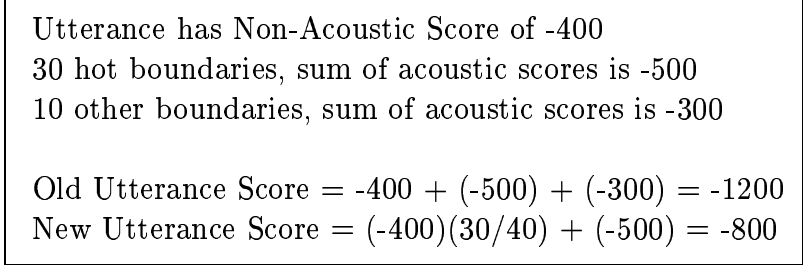 Utterance has Non-Acoustic Score of -400
30 hot boundaries, sum of acoustic scores is -500
10 other boundaries, sum of acoustic scores is -300
Old Utterance Score = -400 + (-500) + (-300) = -1200
New Utterance Score = (-400)(30/40) + (-500) = -800